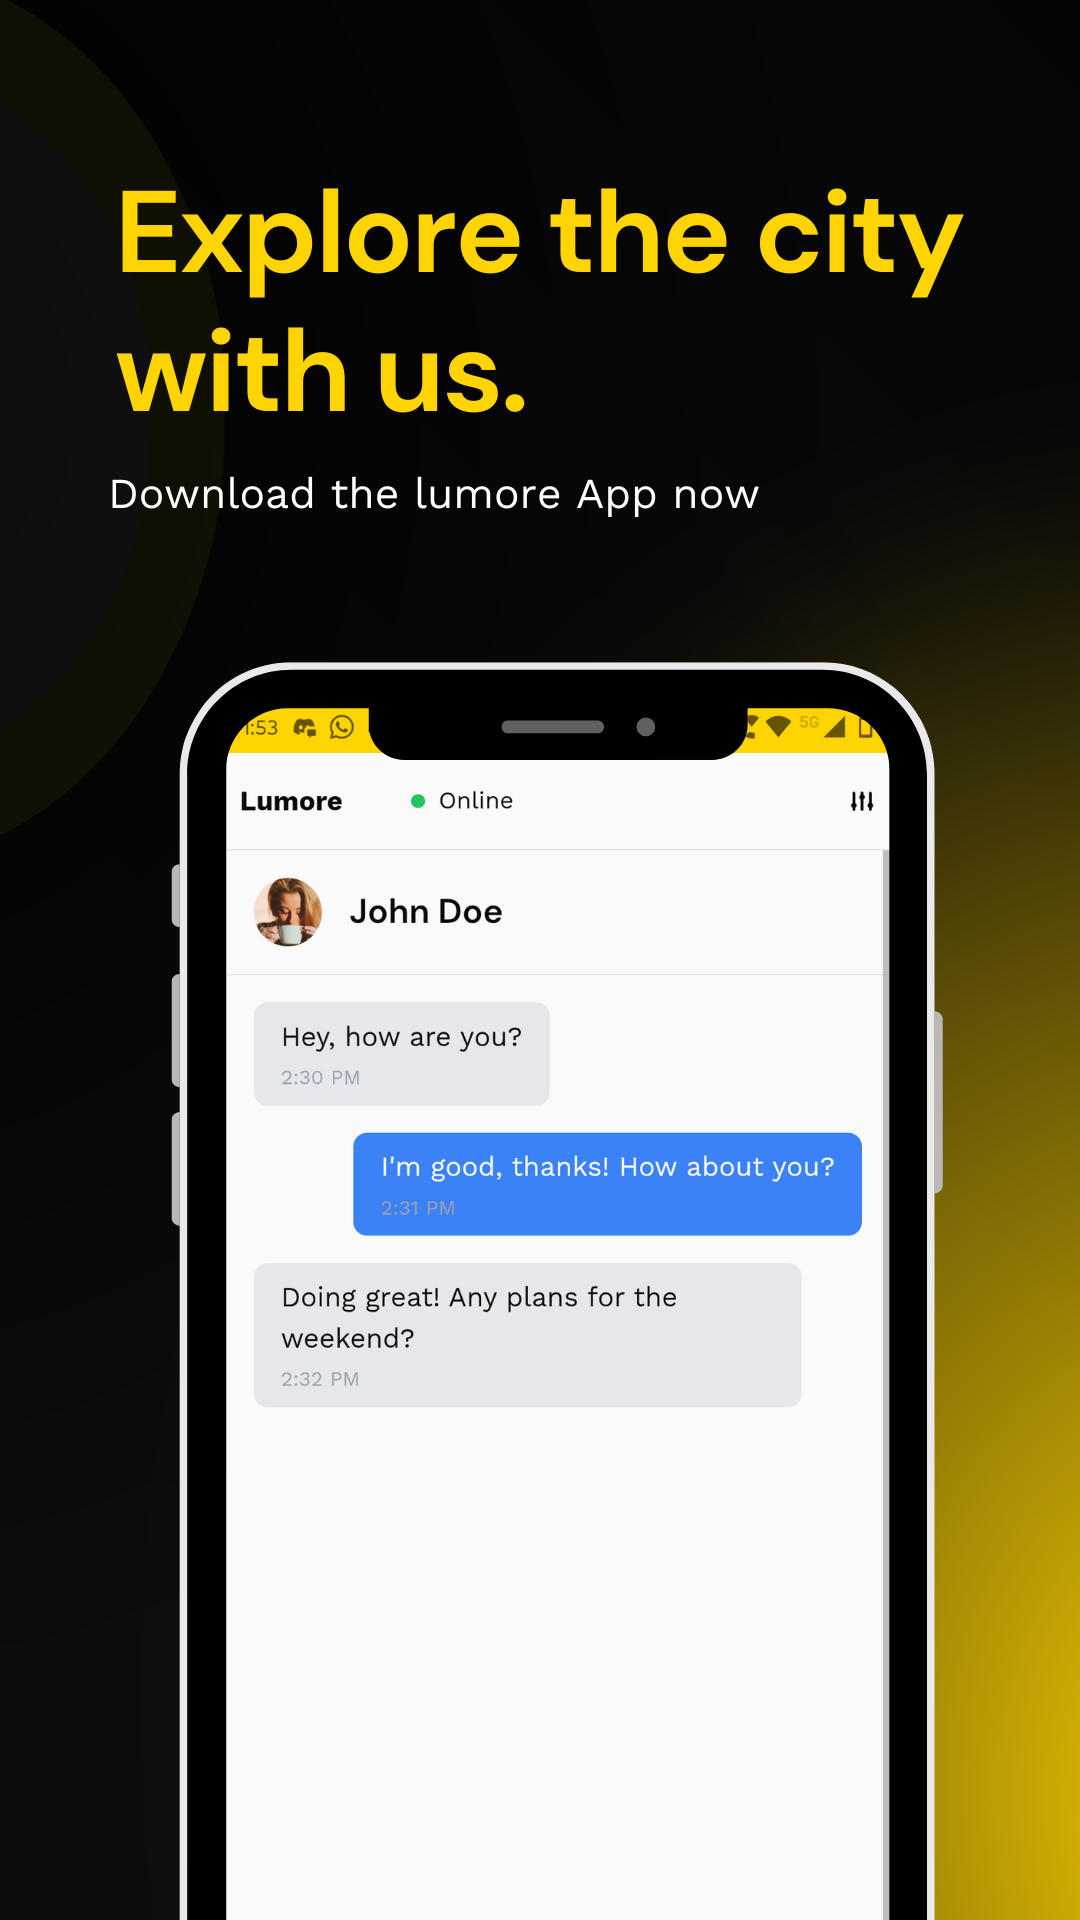 Explore the city
with us.
Download the lumore App now
:53
5G
Lumore
Online
John Doe
Hey, how are you?
2:30 PM
I'm good, thanks! How about you?
2:31 PM
Doing great! Any plans for the
weekend?
2:32 PM